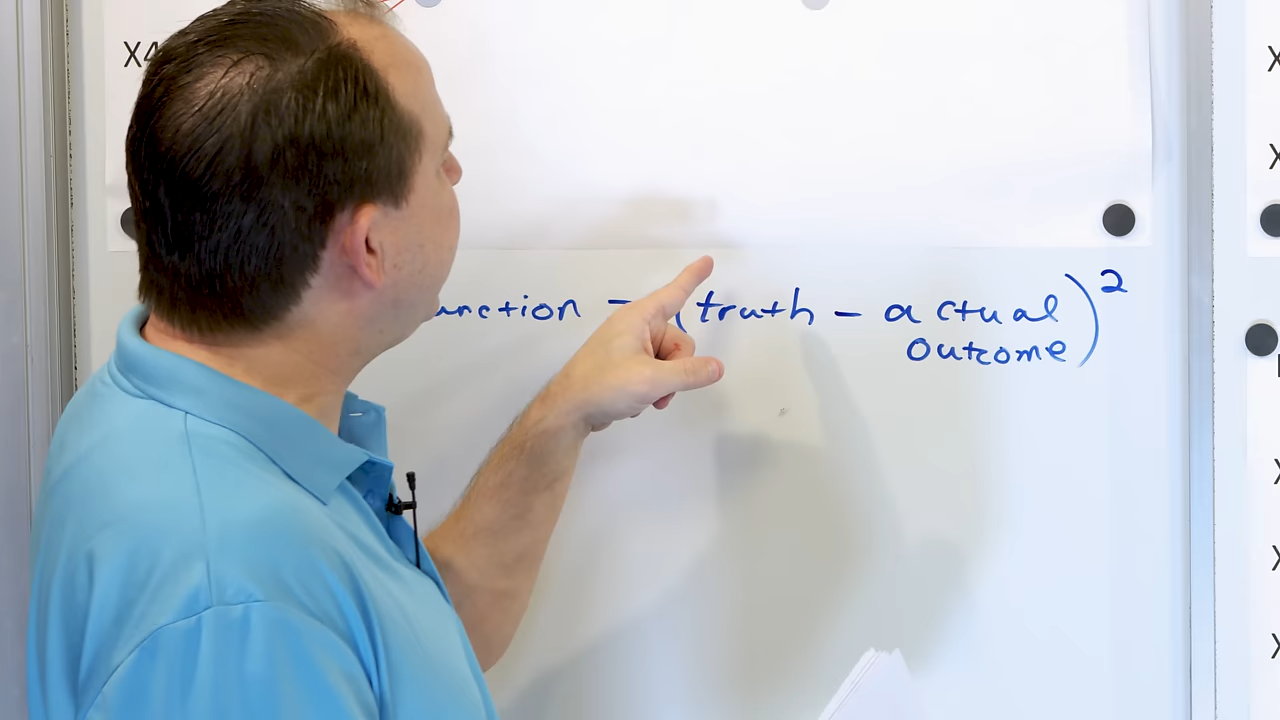 X4
unction = (truth - actual
outcome)²
X
X
X
X
X